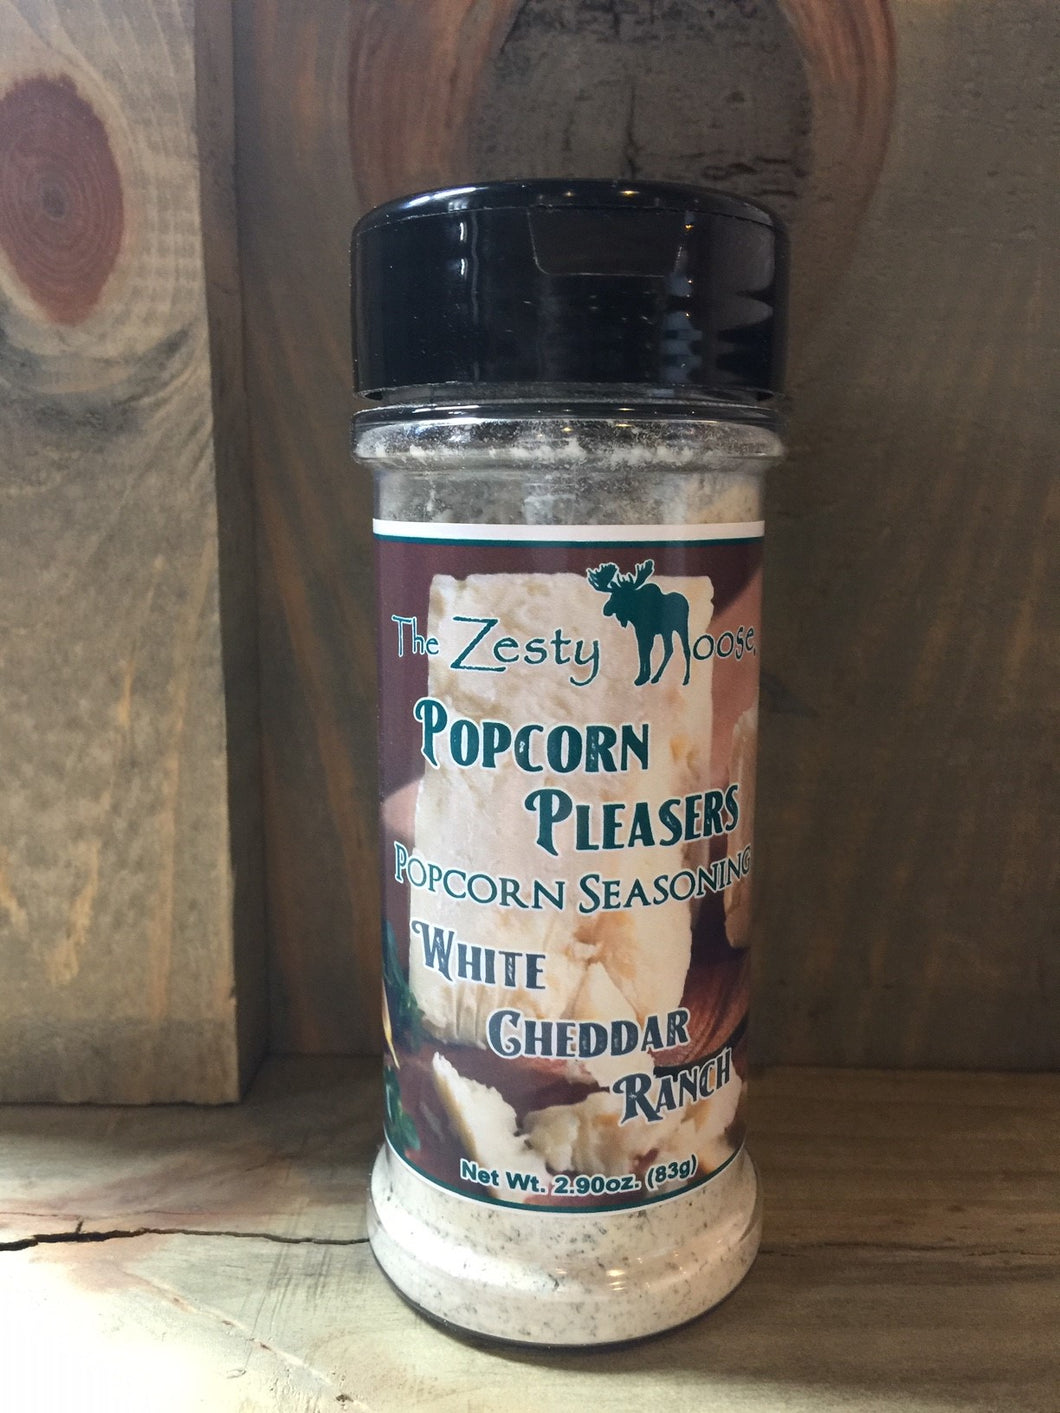 The Zesty Moose
Popcorn
Pleasers
Popcorn Seasoning
White
Cheddar
Ranch
Net Wt. 2.90oz. (83g)